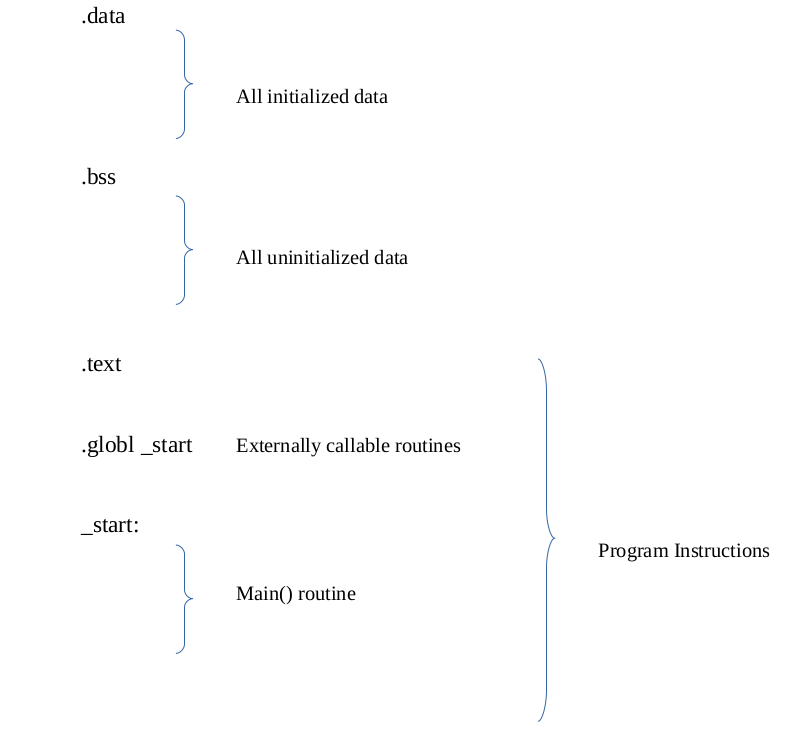 .data
All initialized data
.bss
All uninitialized data
.text
.globl _start Externally callable routines
_start:
Program Instructions
Main() routine